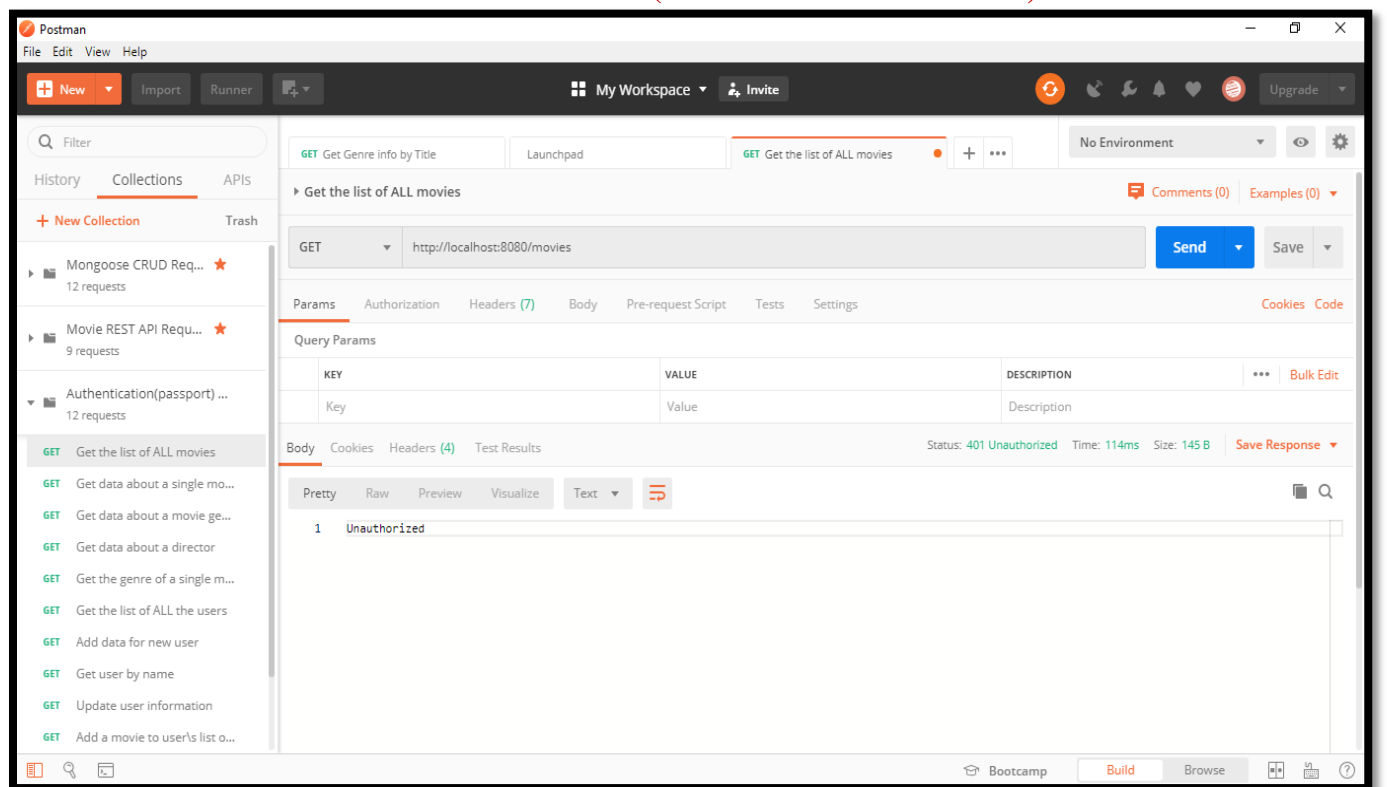 Postman
File Edit View Help
New Import Runner My Workspace Invite Upgrade
Filter
History Collections APIs
New Collection Trash
Mongoose CRUD Req...
12 requests
Movie REST API Requ...
9 requests
Authentication(passport) ...
12 requests
GET Get the list of ALL movies
GET Get data about a single mo...
GET Get data about a movie ge...
GET Get data about a director
GET Get the genre of a single m...
GET Get the list of ALL the users
GET Add data for new user
GET Get user by name
GET Update user information
GET Add a movie to user\s list o...
GET Get Genre info by Title Launchpad GET Get the list of ALL movies No Environment
Get the list of ALL movies Comments (0) Examples (0)
GET http://localhost:8080/movies Send Save
Params Authorization Headers (7) Body Pre-request Script Tests Settings Cookies Code
Query Params
KEY VALUE DESCRIPTION Bulk Edit
Key Value Description
Body Cookies Headers (4) Test Results Status: 401 Unauthorized Time: 114ms Size: 145 B Save Response
Pretty Raw Preview Visualize Text
1 Unauthorized
Bootcamp Build Browse